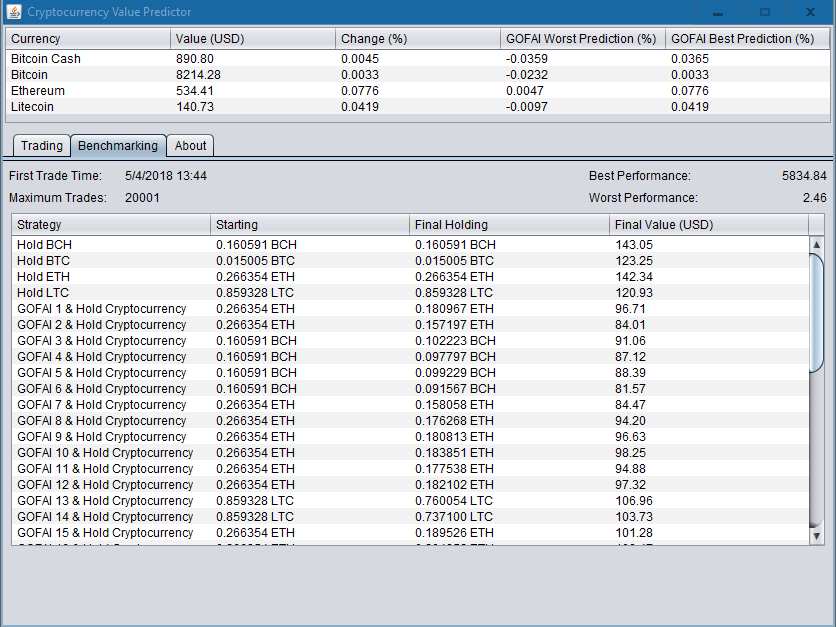 Cryptocurrency Value Predictor
Currency Value (USD) Change (%) GOFAI Worst Prediction (%) GOFAI Best Prediction (%)
Bitcoin Cash 890.80 0.0045 -0.0359 0.0365
Bitcoin 8214.28 0.0033 -0.0232 0.0033
Ethereum 534.41 0.0776 0.0047 0.0776
Litecoin 140.73 0.0419 -0.0097 0.0419
Trading Benchmarking About
First Trade Time: 5/4/2018 13:44 Best Performance: 5834.84
Maximum Trades: 20001 Worst Performance: 2.46
Strategy Starting Final Holding Final Value (USD)
Hold BCH 0.160591 BCH 0.160591 BCH 143.05
Hold BTC 0.015005 BTC 0.015005 BTC 123.25
Hold ETH 0.266354 ETH 0.266354 ETH 142.34
Hold LTC 0.859328 LTC 0.859328 LTC 120.93
GOFAI 1 & Hold Cryptocurrency 0.266354 ETH 0.180967 ETH 96.71
GOFAI 2 & Hold Cryptocurrency 0.266354 ETH 0.157197 ETH 84.01
GOFAI 3 & Hold Cryptocurrency 0.160591 BCH 0.102223 BCH 91.06
GOFAI 4 & Hold Cryptocurrency 0.160591 BCH 0.097797 BCH 87.12
GOFAI 5 & Hold Cryptocurrency 0.160591 BCH 0.099229 BCH 88.39
GOFAI 6 & Hold Cryptocurrency 0.160591 BCH 0.091567 BCH 81.57
GOFAI 7 & Hold Cryptocurrency 0.266354 ETH 0.158058 ETH 84.47
GOFAI 8 & Hold Cryptocurrency 0.266354 ETH 0.176268 ETH 94.20
GOFAI 9 & Hold Cryptocurrency 0.266354 ETH 0.180813 ETH 96.63
GOFAI 10 & Hold Cryptocurrency 0.266354 ETH 0.183851 ETH 98.25
GOFAI 11 & Hold Cryptocurrency 0.266354 ETH 0.177538 ETH 94.88
GOFAI 12 & Hold Cryptocurrency 0.266354 ETH 0.182102 ETH 97.32
GOFAI 13 & Hold Cryptocurrency 0.859328 LTC 0.760054 LTC 106.96
GOFAI 14 & Hold Cryptocurrency 0.859328 LTC 0.737100 LTC 103.73
GOFAI 15 & Hold Cryptocurrency 0.266354 ETH 0.189526 ETH 101.28